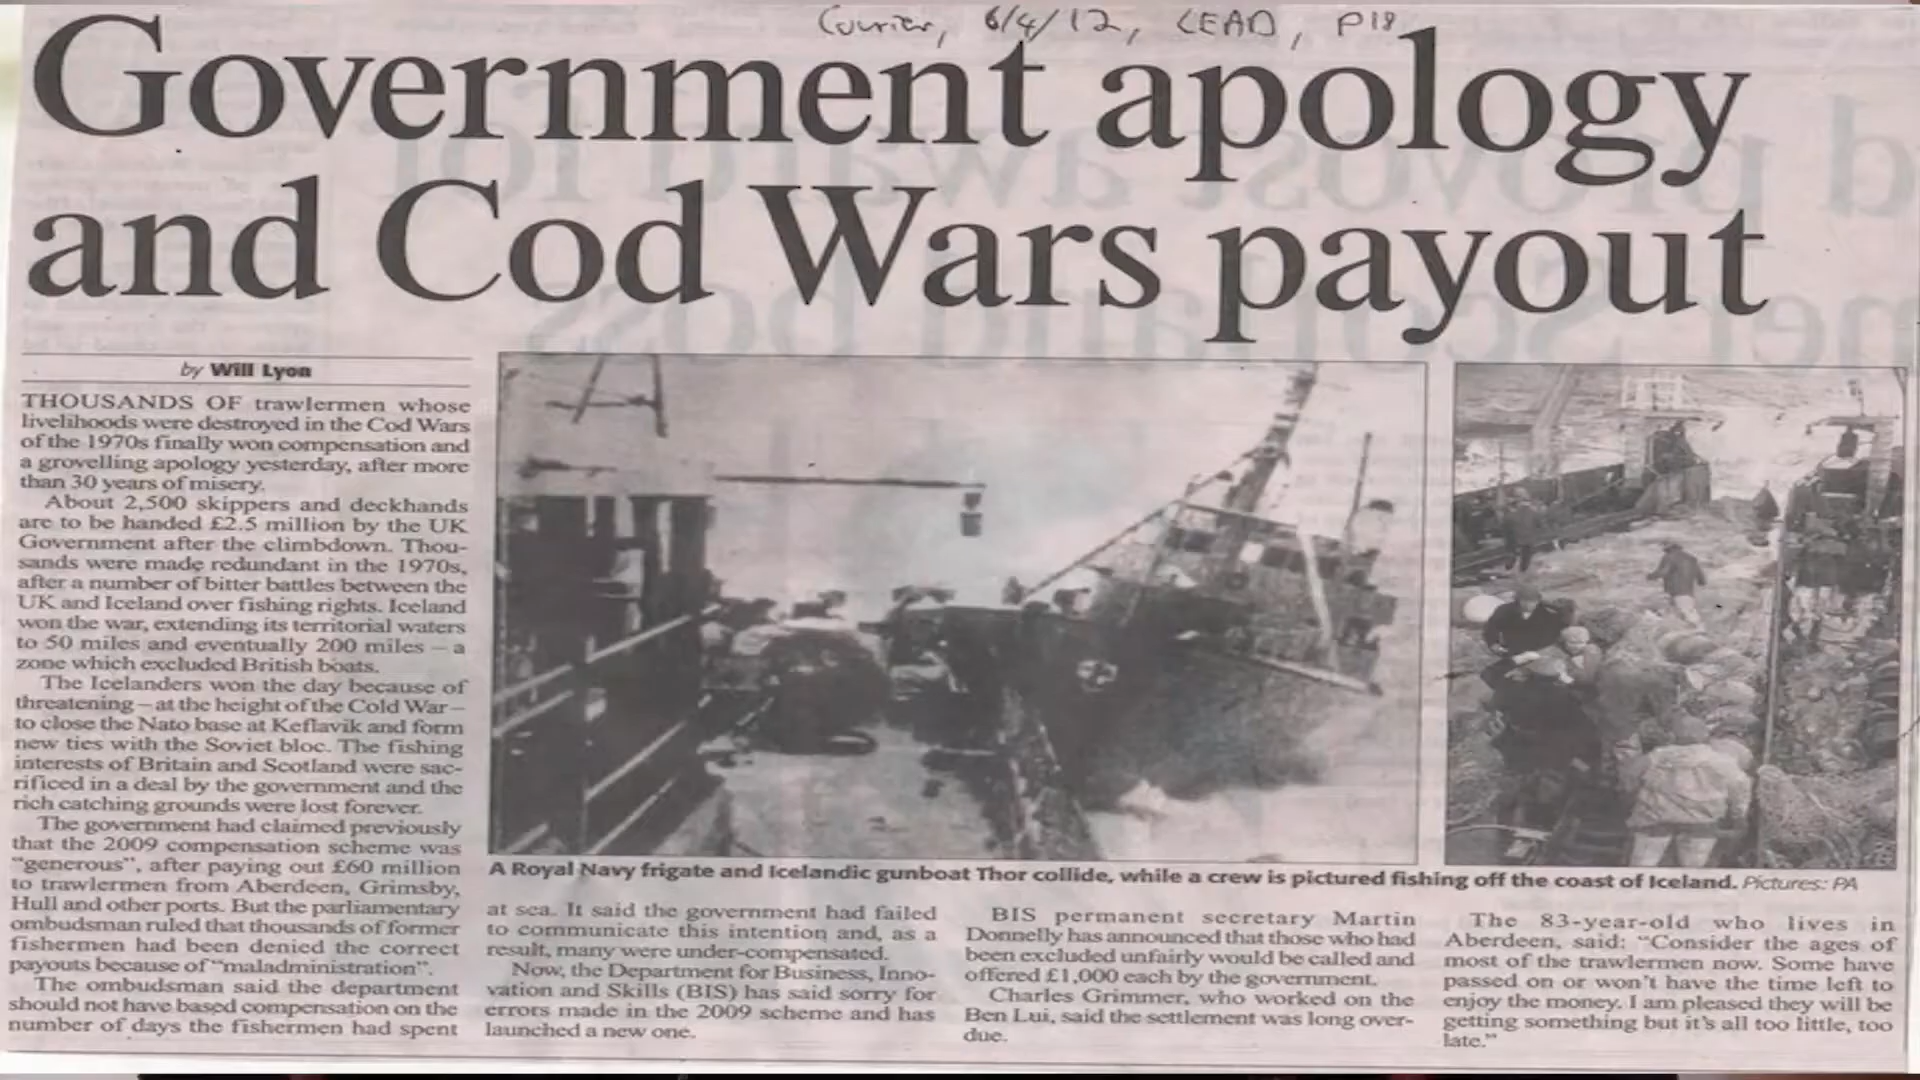 Courier, 6/4/12, LEAD, P18
Government apology
and Cod Wars payout
by Will Lyon
THOUSANDS OF trawlermen whose
livelihoods were destroyed in the Cod Wars
of the 1970s finally won compensation and
a grovelling apology yesterday, after more
than 30 years of misery.
About 2,500 skippers and deckhands
are to be handed £2.5 million by the UK
Government after the climbdown. Thou-
sands were made redundant in the 1970s,
after a number of bitter battles between the
UK and Iceland over fishing rights. Iceland
won the war, extending its territorial waters
to 50 miles and eventually 200 miles – a
zone which excluded British boats.
The Icelanders won the day because of
threatening – at the height of the Cold War –
to close the Nato base at Keflavik and form
new ties with the Soviet bloc. The fishing
interests of Britain and Scotland were sac-
rificed in a deal by the government and the
rich catching grounds were lost forever.
The government had claimed previously
that the 2009 compensation scheme was
"generous", after paying out £60 million
to trawlermen from Aberdeen, Grimsby,
Hull and other ports. But the parliamentary
ombudsman ruled that thousands of former
fishermen had been denied the correct
payouts because of "maladministration".
The ombudsman said the department
should not have based compensation on the
number of days the fishermen had spent
A Royal Navy frigate and Icelandic gunboat Thor collide, while a crew is pictured fishing off the coast of Iceland. Pictures: PA
at sea. It said the government had failed
to communicate this intention and, as a
result, many were under-compensated.
Now, the Department for Business, Inno-
vation and Skills (BIS) has said sorry for
errors made in the 2009 scheme and has
launched a new one.
BIS permanent secretary Martin
Donnelly has announced that those who had
been excluded unfairly would be called and
offered £1,000 each by the government.
Charles Grimmer, who worked on the
Ben Lui, said the settlement was long over-
due.
The 83-year-old who lives in
Aberdeen, said: "Consider the ages of
most of the trawlermen now. Some have
passed on or won't have the time left to
enjoy the money. I am pleased they will be
getting something but it's all too little, too
late."